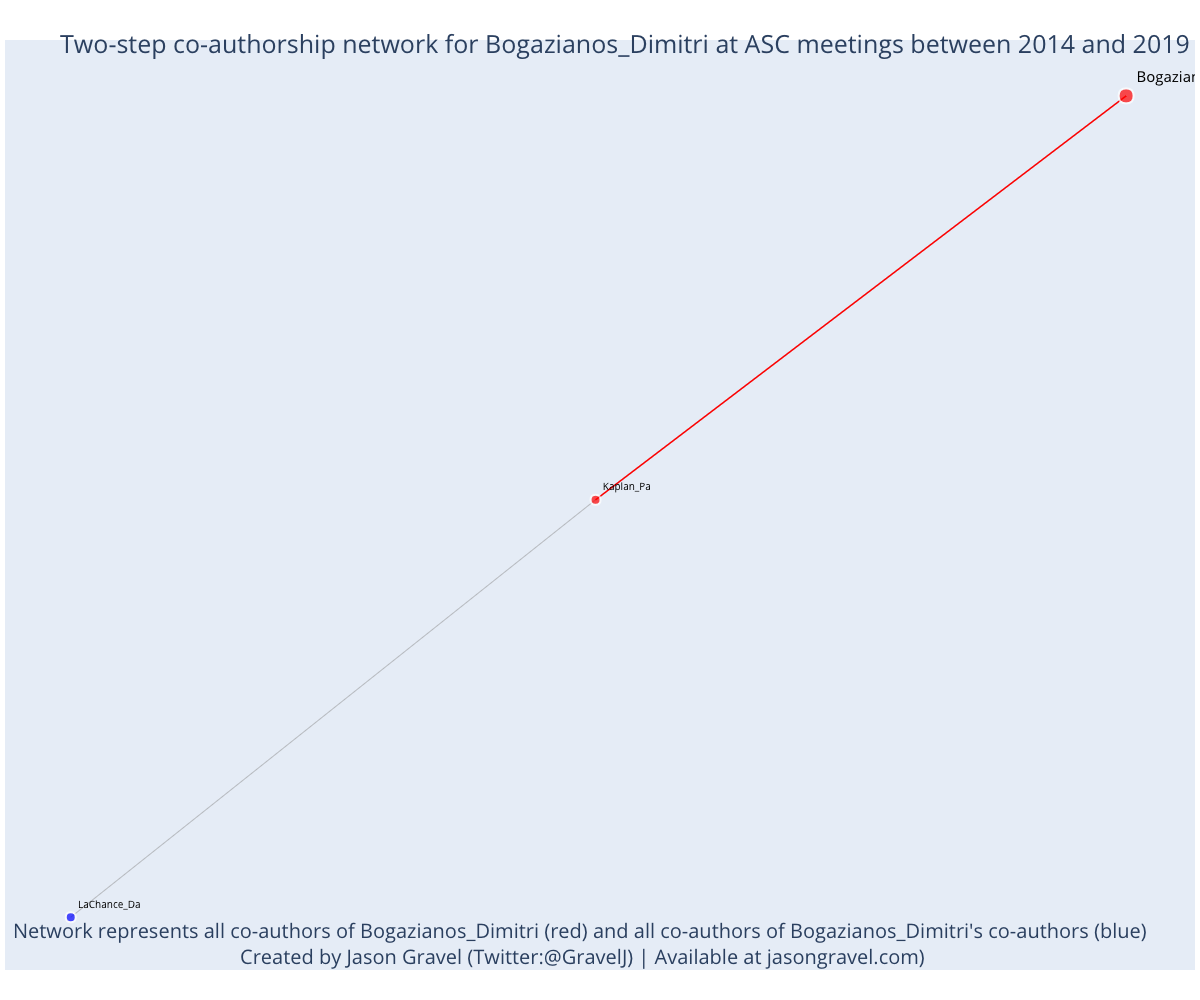 Two-step co-authorship network for Bogazianos_Dimitri at ASC meetings between 2014 and 2019
Bogazian
Kaplan_Pa
LaChance_Da
Network represents all co-authors of Bogazianos_Dimitri (red) and all co-authors of Bogazianos_Dimitri's co-authors (blue)
Created by Jason Gravel (Twitter:@GravelJ) | Available at jasongravel.com)